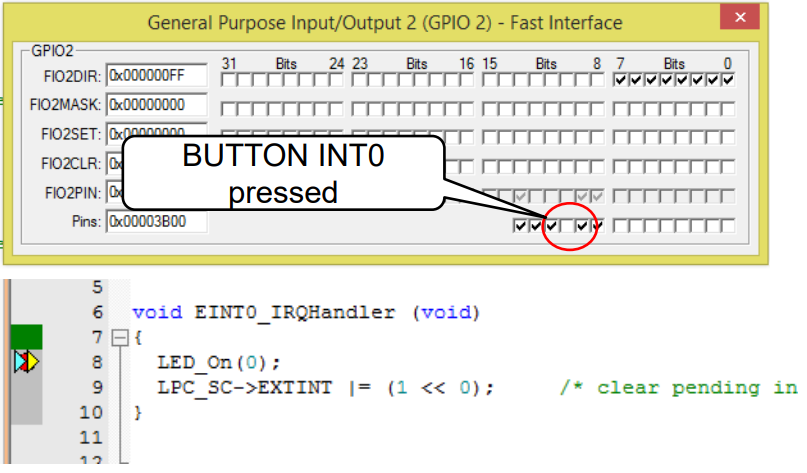 General Purpose Input/Output 2 (GPIO 2) - Fast Interface
GPIO2
31 Bits 24 23 Bits 16 15 Bits 8 7 Bits 0
FIO2DIR: 0x000000FF
FIO2MASK: 0x00000000
FIO2SET: 0x00000000
FIO2CLR: 0x
FIO2PIN: 0x
Pins: 0x00003B00
BUTTON INT0
pressed
5
6 void EINT0_IRQHandler (void)
7 {
8 LED_On(0);
9 LPC_SC->EXTINT |= (1 << 0); /* clear pending in
10 }
11
12